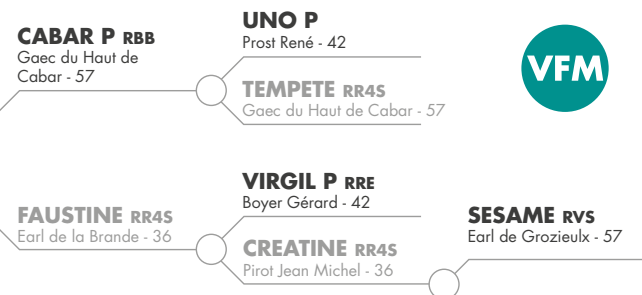 CABAR P RBB
Gaec du Haut de
Cabar - 57
UNO P
Prost René - 42
TEMPETE RR4S
Gaec du Haut de Cabar - 57
VFM
FAUSTINE RR4S
Earl de la Brande - 36
VIRGIL P RRE
Boyer Gérard - 42
CREATINE RR4S
Pirot Jean Michel - 36
SESAME RVS
Earl de Grozieulx - 57